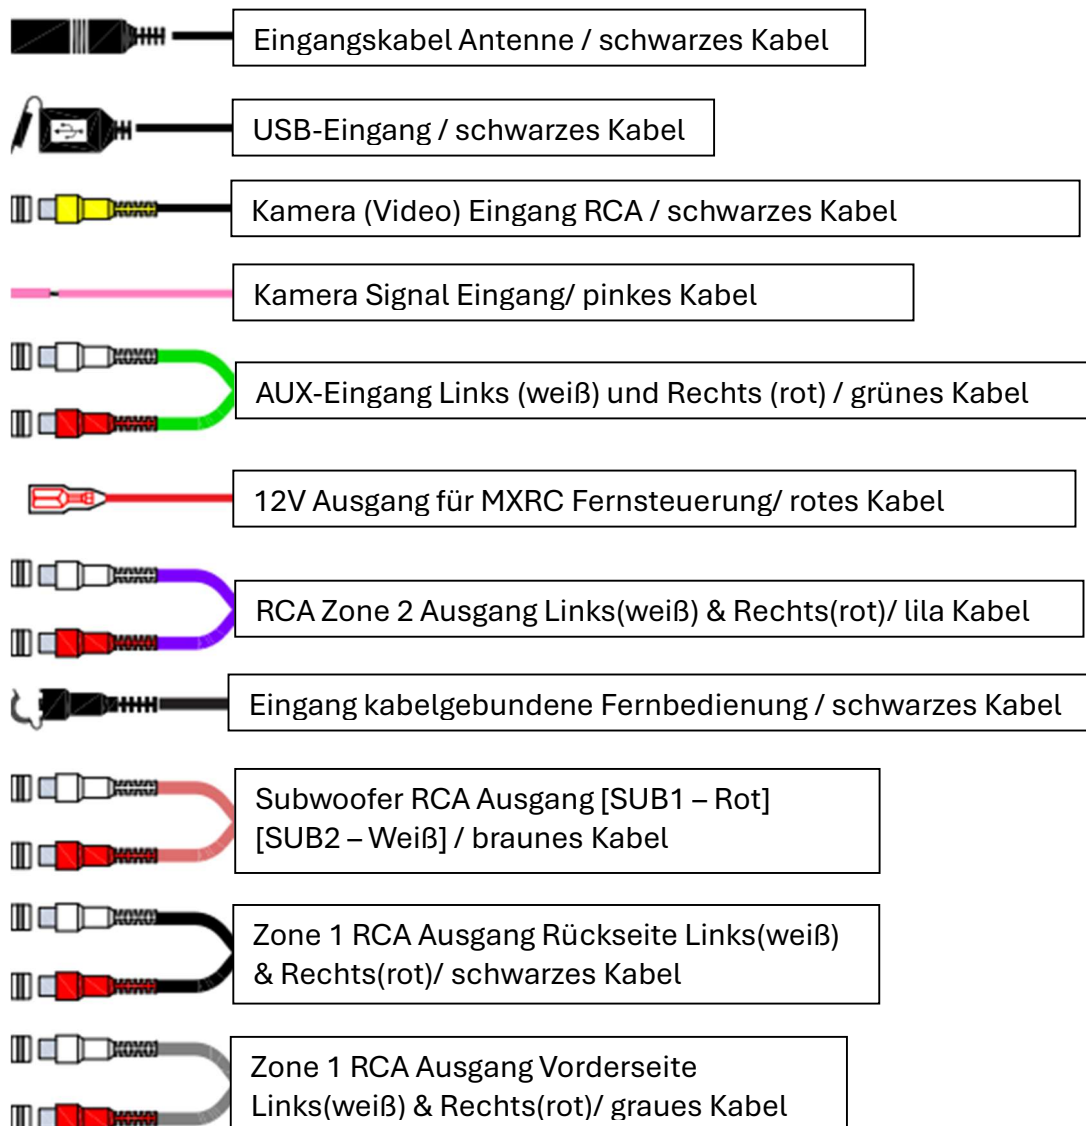 Eingangskabel Antenne / schwarzes Kabel
USB-Eingang / schwarzes Kabel
Kamera (Video) Eingang RCA / schwarzes Kabel
Kamera Signal Eingang/ pinkes Kabel
AUX-Eingang Links (weiß) und Rechts (rot) / grünes Kabel
12V Ausgang für MXRC Fernsteuerung/ rotes Kabel
RCA Zone 2 Ausgang Links(weiß) & Rechts(rot)/ lila Kabel
Eingang kabelgebundene Fernbedienung / schwarzes Kabel
Subwoofer RCA Ausgang [SUB1 – Rot]
[SUB2 – Weiß] / braunes Kabel
Zone 1 RCA Ausgang Rückseite Links(weiß)
& Rechts(rot)/ schwarzes Kabel
Zone 1 RCA Ausgang Vorderseite
Links(weiß) & Rechts(rot)/ graues Kabel